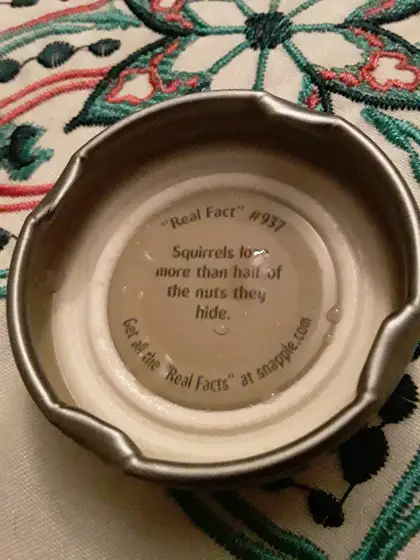 "Real Fact" #937
Squirrels lose
more than half of
the nuts they
hide.
Get all the "Real Facts" at snapple.com